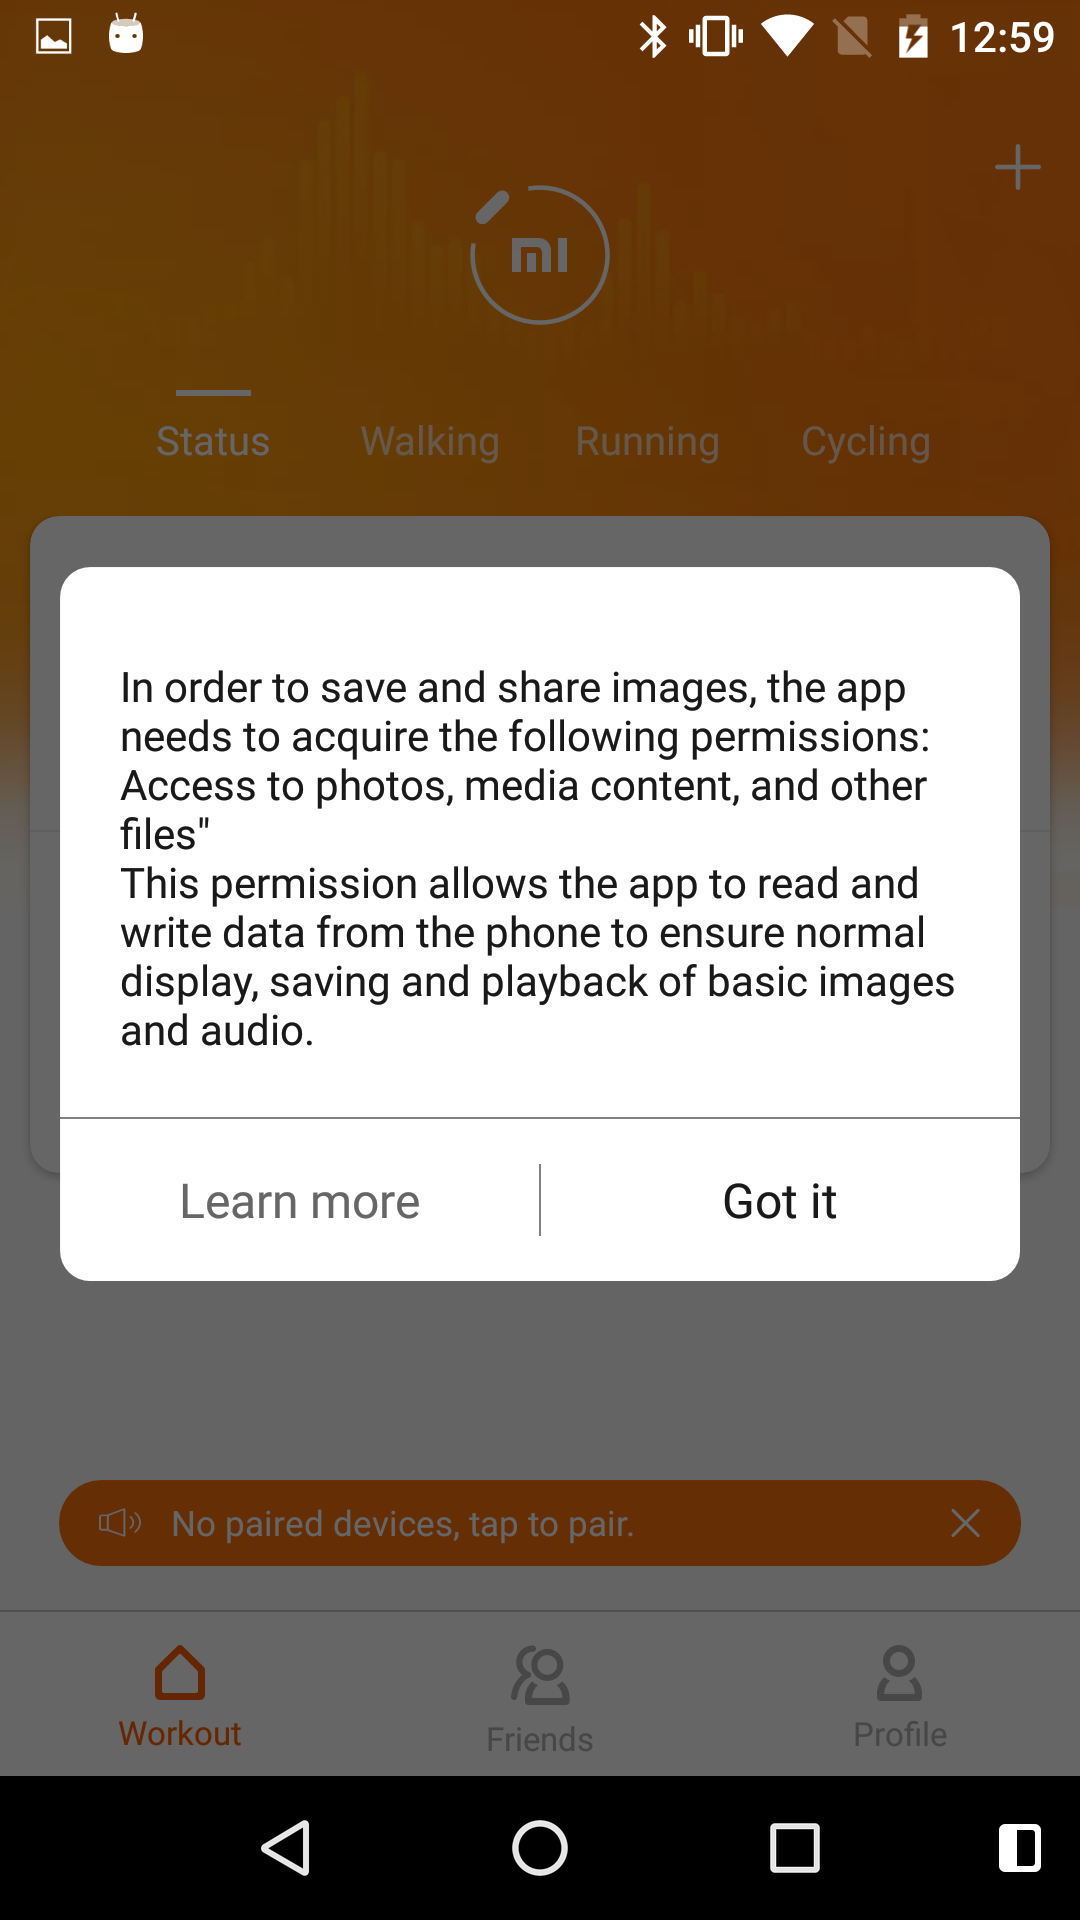 12:59
mi
Status Walking Running Cycling
In order to save and share images, the app
needs to acquire the following permissions:
Access to photos, media content, and other
files"
This permission allows the app to read and
write data from the phone to ensure normal
display, saving and playback of basic images
and audio.
Learn more Got it
No paired devices, tap to pair.
Workout Friends Profile